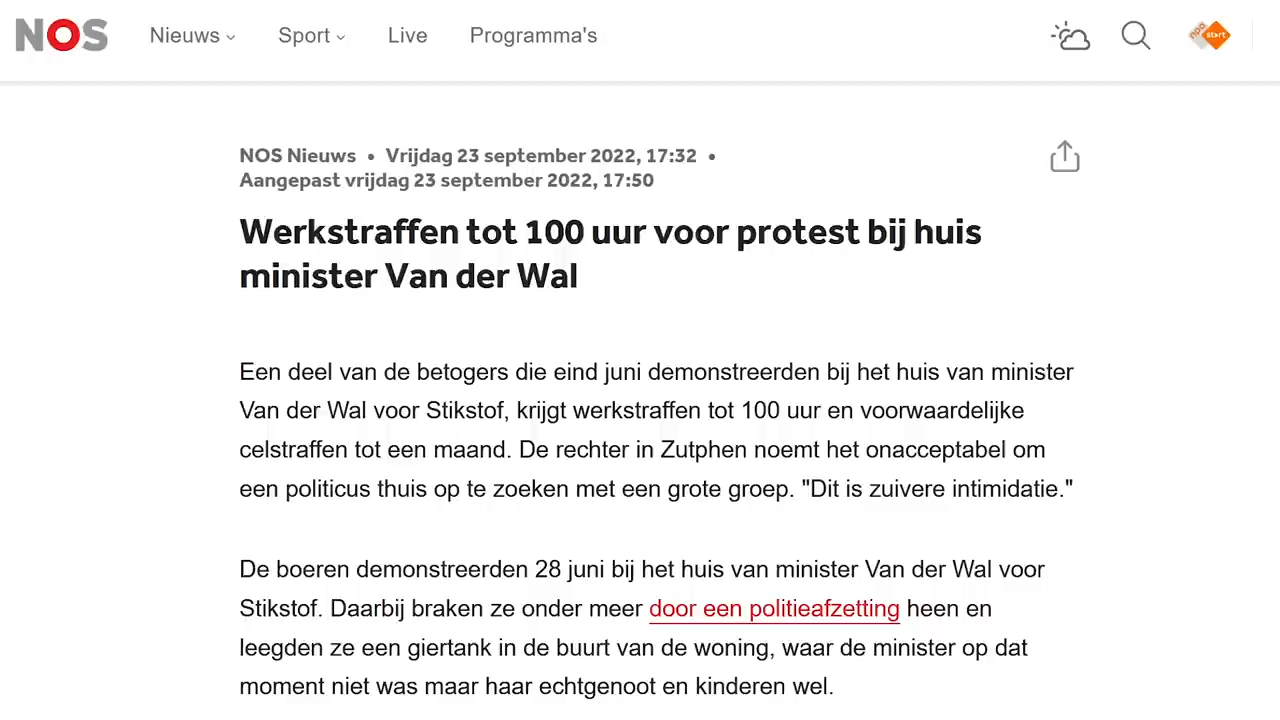 NOS Nieuws Sport Live Programma's npo start
NOS Nieuws • Vrijdag 23 september 2022, 17:32 •
Aangepast vrijdag 23 september 2022, 17:50
Werkstraffen tot 100 uur voor protest bij huis
minister Van der Wal
Een deel van de betogers die eind juni demonstreerden bij het huis van minister
Van der Wal voor Stikstof, krijgt werkstraffen tot 100 uur en voorwaardelijke
celstraffen tot een maand. De rechter in Zutphen noemt het onacceptabel om
een politicus thuis op te zoeken met een grote groep. "Dit is zuivere intimidatie."
De boeren demonstreerden 28 juni bij het huis van minister Van der Wal voor
Stikstof. Daarbij braken ze onder meer door een politieafzetting heen en
leegden ze een giertank in de buurt van de woning, waar de minister op dat
moment niet was maar haar echtgenoot en kinderen wel.